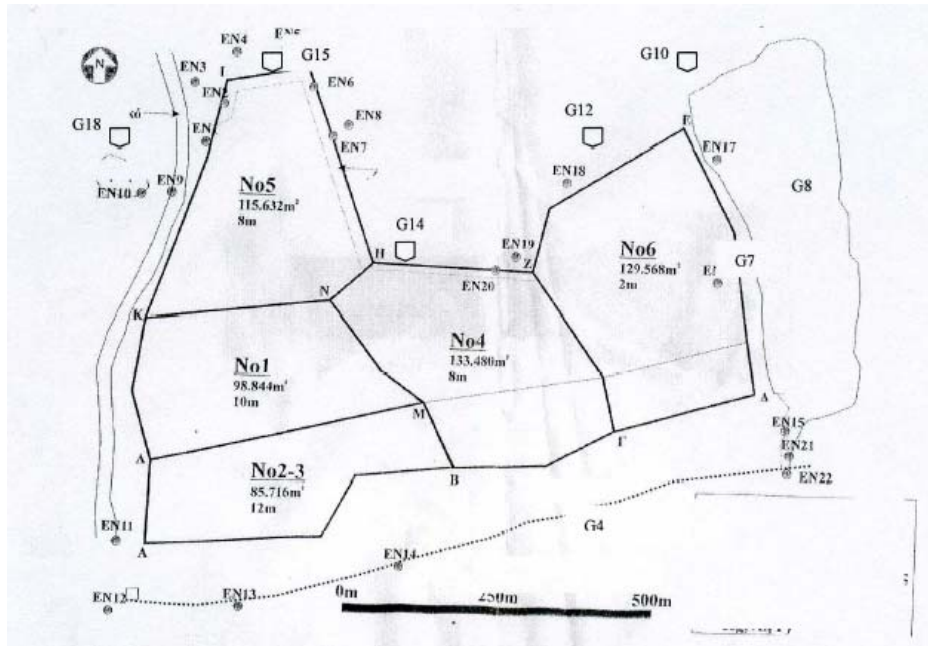 EN4
G15
G10
EN3
I
EN6
EN2
G12
G18
EN8
E
EN7
EN17
No5
115.632m²
8m
EN18
EN10
EN9
G8
G14
EN19
No6
129.568m²
2m
H
Z
EN20
G7
N
K
No4
133.480m²
8m
No1
98.844m²
10m
M
A
Γ
EN15
A
No2-3
85.716m²
12m
B
EN21
EN22
EN11
A
G4
EN14
0m
250m
500m
EN12
EN13
N